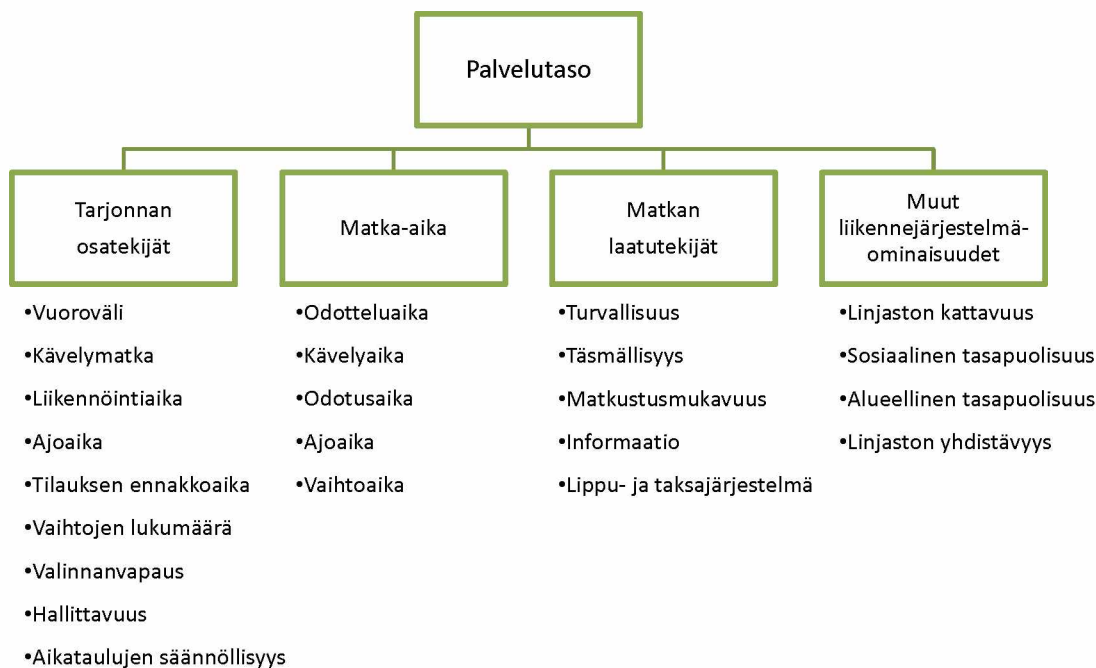 Palvelutaso
Tarjonnan
osatekijät
•Vuoroväli
•Kävelymatka
•Liikennöintiaika
•Ajoaika
•Tilauksen ennakkoaika
•Vaihtojen lukumäärä
•Valinnanvapaus
•Hallittavuus
•Aikataulujen säännöllisyys
Matka-aika
•Odotteluaika
•Kävelyaika
•Odotusaika
•Ajoaika
•Vaihtoaika
Matkan
laatutekijät
•Turvallisuus
•Täsmällisyys
•Matkustusmukavuus
•Informaatio
•Lippu- ja taksajärjestelmä
Muut
liikennejärjestelmä-
ominaisuudet
•Linjaston kattavuus
•Sosiaalinen tasapuolisuus
•Alueellinen tasapuolisuus
•Linjaston yhdistävyys